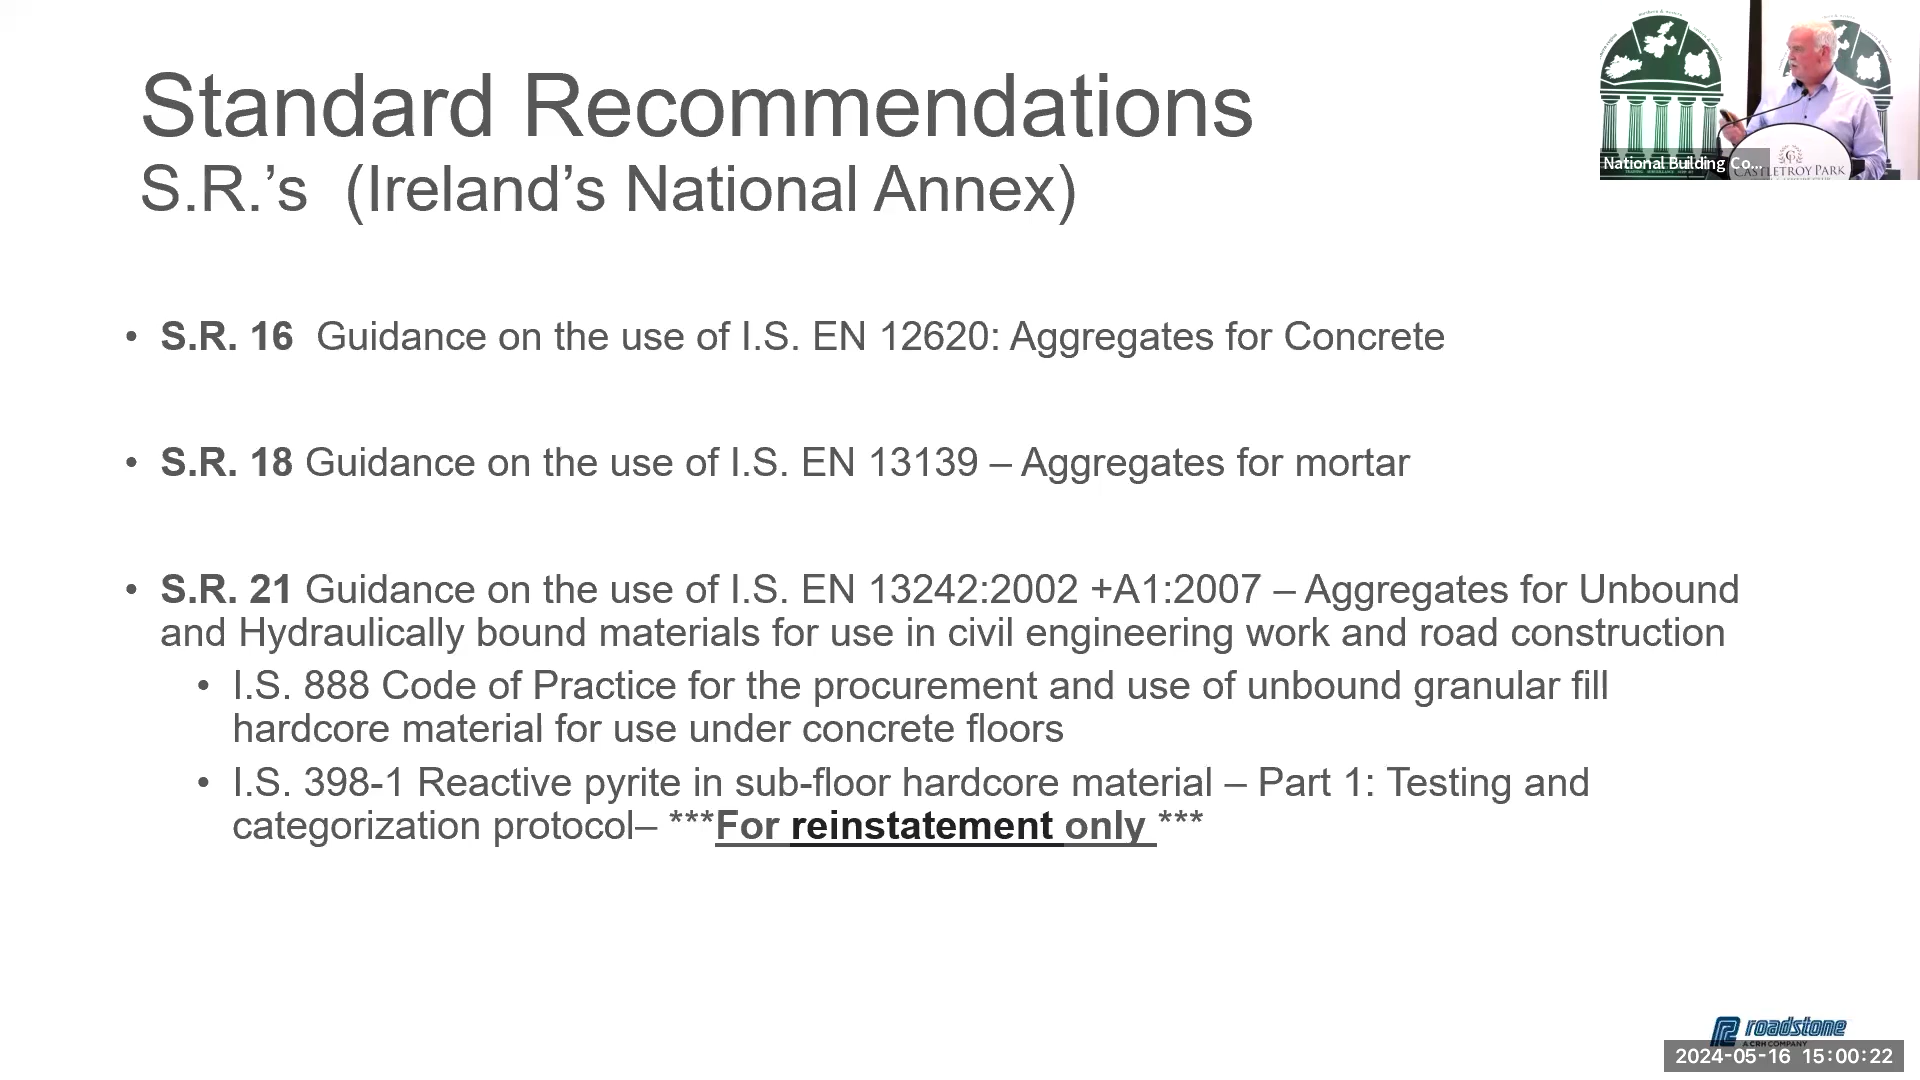 Standard Recommendations
S.R.’s (Ireland’s National Annex)
• S.R. 16 Guidance on the use of I.S. EN 12620: Aggregates for Concrete
• S.R. 18 Guidance on the use of I.S. EN 13139 – Aggregates for mortar
• S.R. 21 Guidance on the use of I.S. EN 13242:2002 +A1:2007 – Aggregates for Unbound
and Hydraulically bound materials for use in civil engineering work and road construction
• I.S. 888 Code of Practice for the procurement and use of unbound granular fill
hardcore material for use under concrete floors
• I.S. 398-1 Reactive pyrite in sub-floor hardcore material – Part 1: Testing and
categorization protocol– ***For reinstatement only ***
National Building Co...
CASTLETROY PARK
roadstone
A CRH COMPANY
2024-05-16 15:00:22